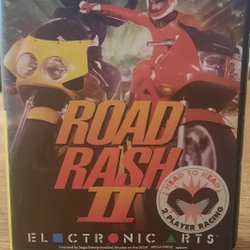 ROAD
RASH
II
HEAD TO HEAD
2 PLAYER RACING
ELECTRONIC ARTS